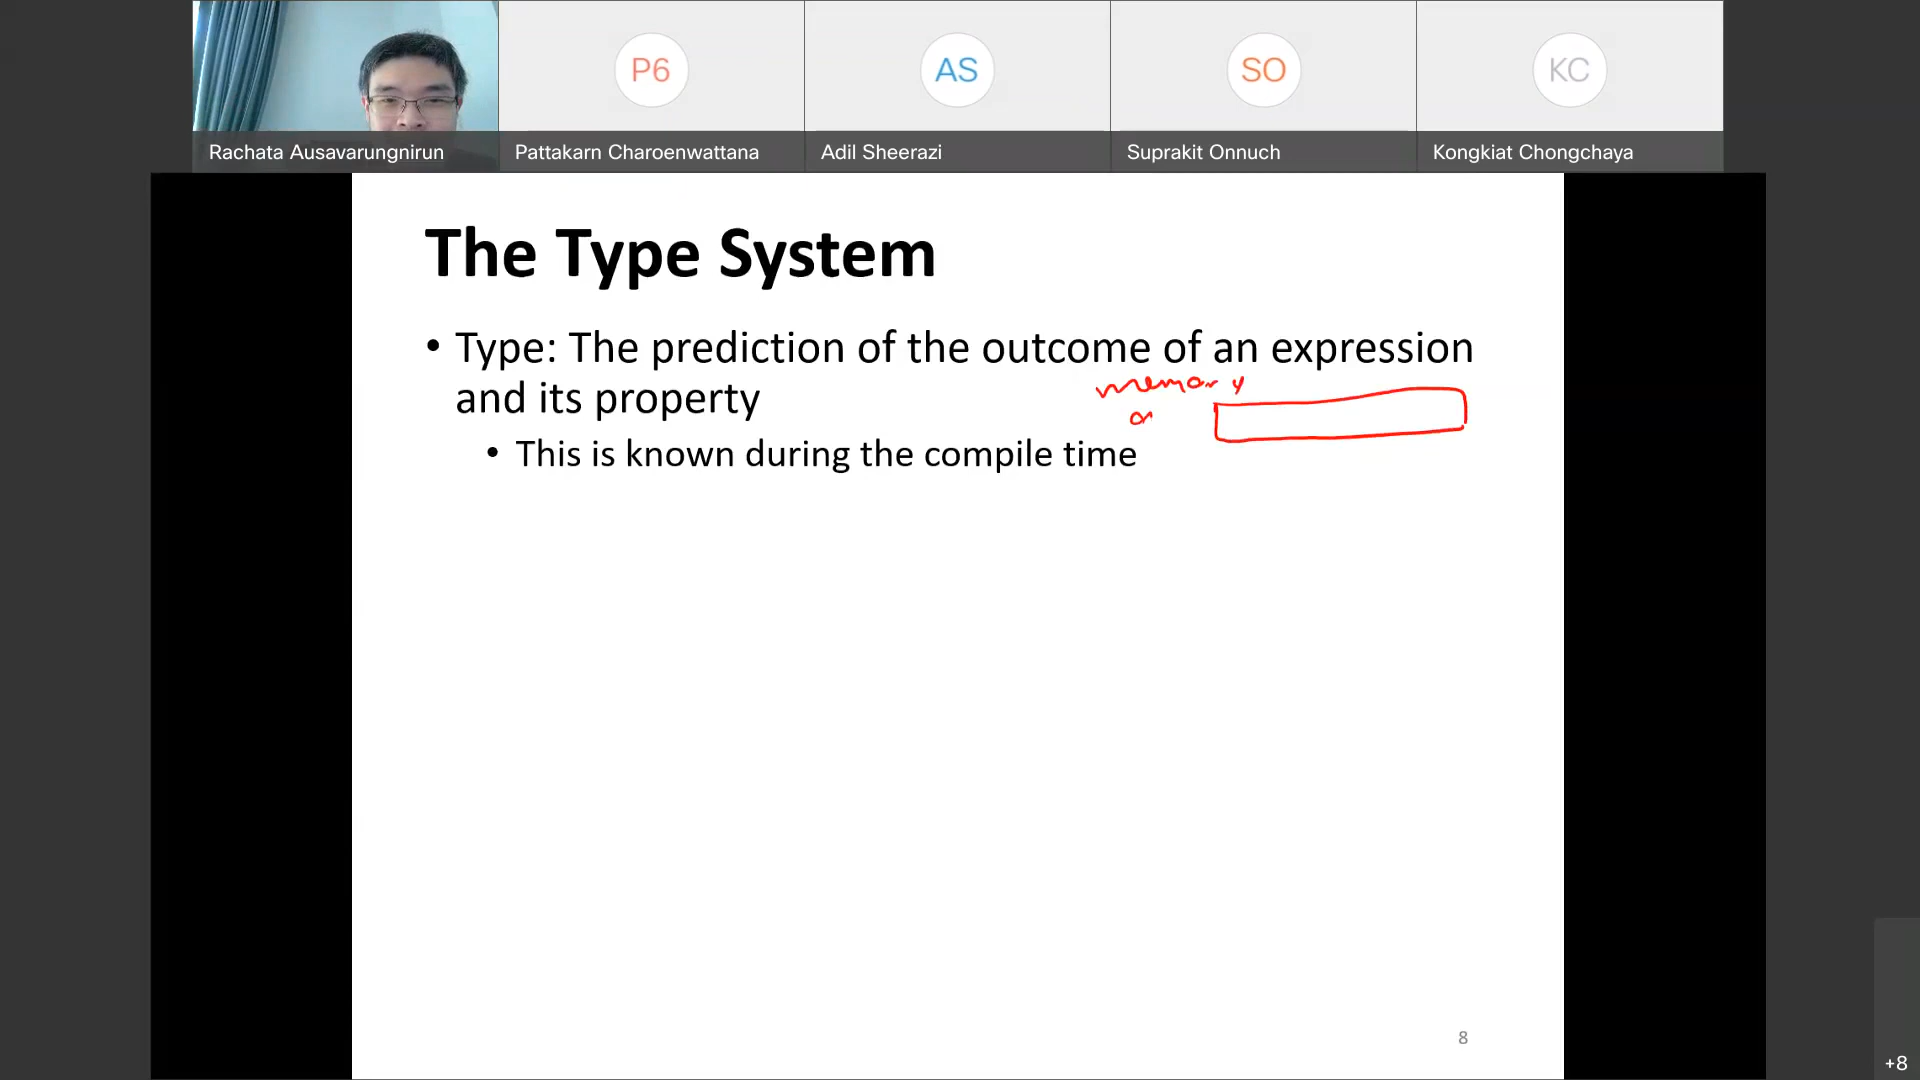 P6
AS
SO
KC
Rachata Ausavarungnirun
Pattakarn Charoenwattana
Adil Sheerazi
Suprakit Onnuch
Kongkiat Chongchaya
The Type System
• Type: The prediction of the outcome of an expression
and its property
memory
or
• This is known during the compile time
8
+8